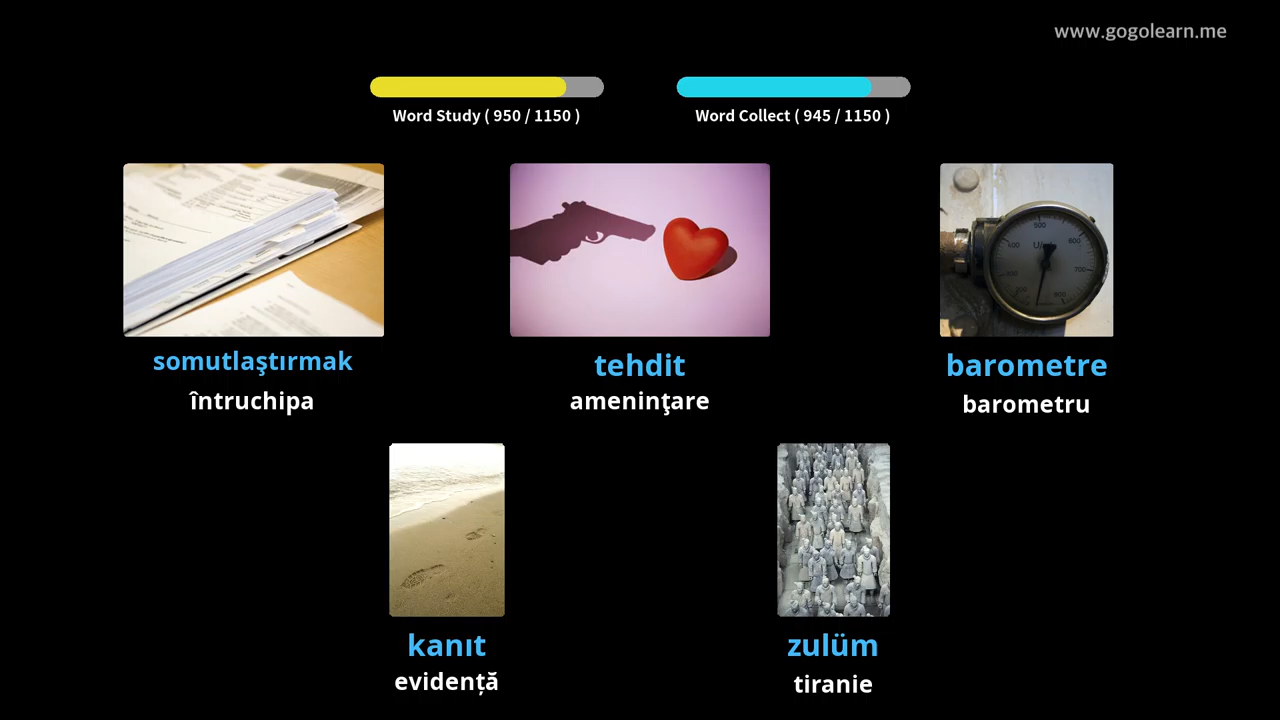 www.gogolearn.me
Word Study ( 950 / 1150 )
Word Collect ( 945 / 1150 )
somutlaştırmak
întruchipa
tehdit
ameninţare
barometre
barometru
kanıt
evidență
zulüm
tiranie